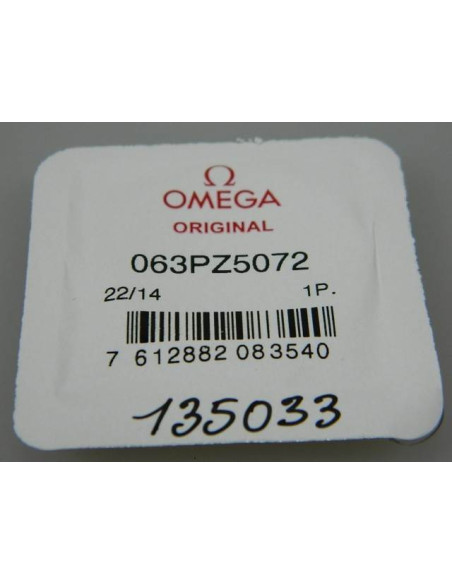 Ω
OMEGA
ORIGINAL
063PZ5072
22/14 1P.
7 612882 083540
135033